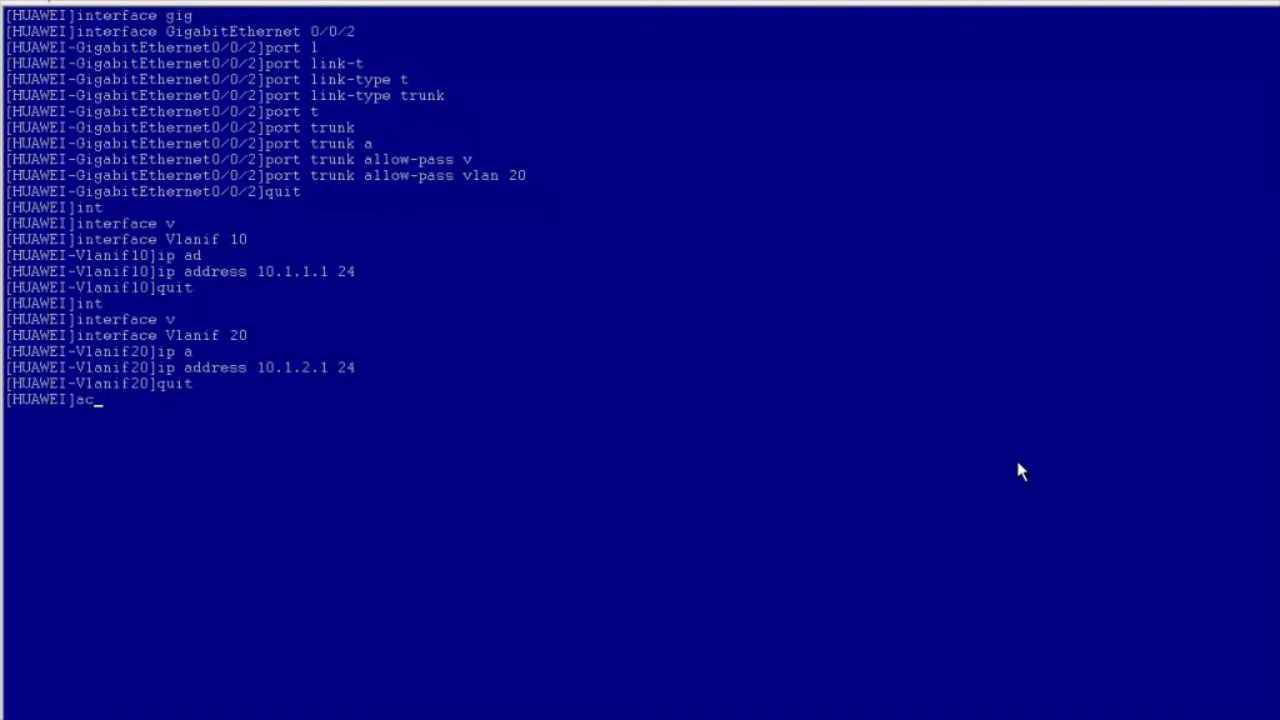 [HUAWEI]interface gig
[HUAWEI]interface GigabitEthernet 0/0/2
[HUAWEI-GigabitEthernet0/0/2]port l
[HUAWEI-GigabitEthernet0/0/2]port link-t
[HUAWEI-GigabitEthernet0/0/2]port link-type t
[HUAWEI-GigabitEthernet0/0/2]port link-type trunk
[HUAWEI-GigabitEthernet0/0/2]port t
[HUAWEI-GigabitEthernet0/0/2]port trunk
[HUAWEI-GigabitEthernet0/0/2]port trunk a
[HUAWEI-GigabitEthernet0/0/2]port trunk allow-pass v
[HUAWEI-GigabitEthernet0/0/2]port trunk allow-pass vlan 20
[HUAWEI-GigabitEthernet0/0/2]quit
[HUAWEI]int
[HUAWEI]interface v
[HUAWEI]interface Vlanif 10
[HUAWEI-Vlanif10]ip ad
[HUAWEI-Vlanif10]ip address 10.1.1.1 24
[HUAWEI-Vlanif10]quit
[HUAWEI]int
[HUAWEI]interface v
[HUAWEI]interface Vlanif 20
[HUAWEI-Vlanif20]ip a
[HUAWEI-Vlanif20]ip address 10.1.2.1 24
[HUAWEI-Vlanif20]quit
[HUAWEI]ac_